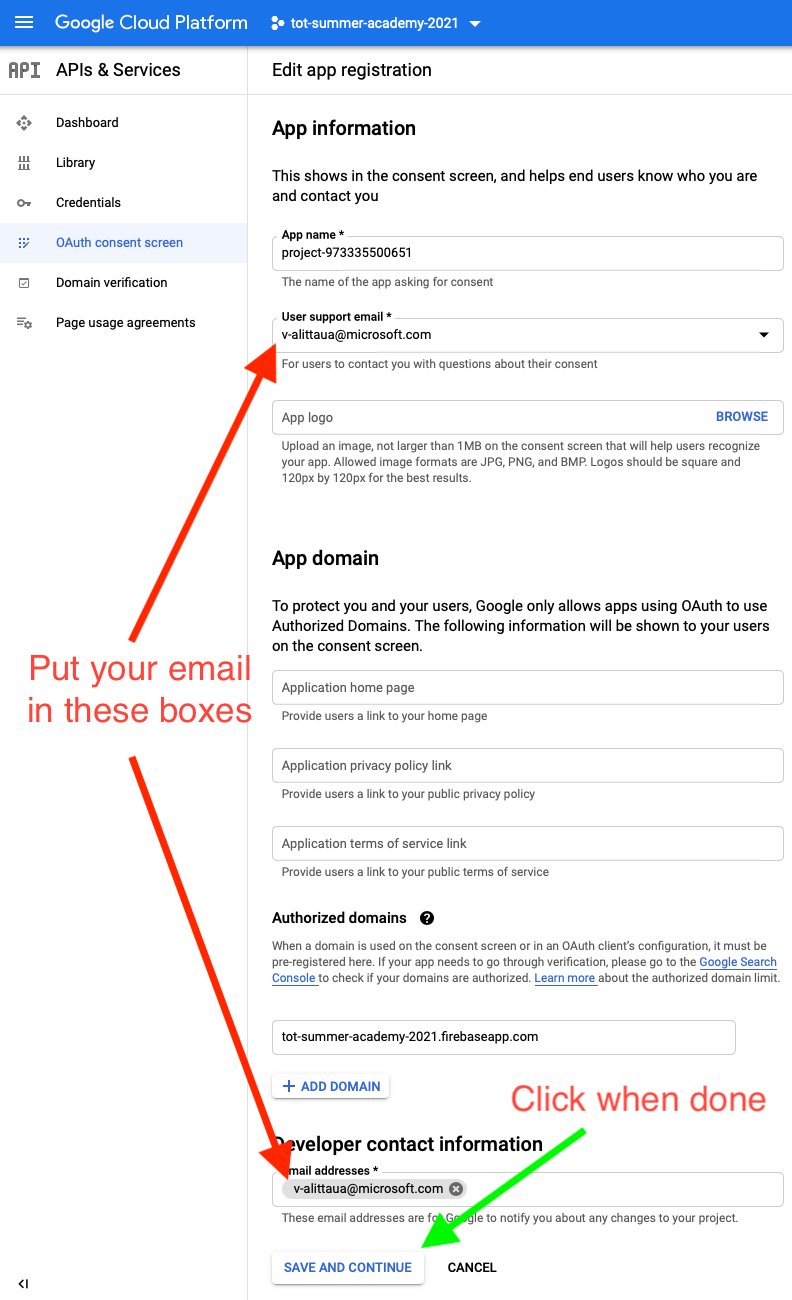 Google Cloud Platform
tot-summer-academy-2021
API APIs & Services
Edit app registration
Dashboard
Library
Credentials
OAuth consent screen
Domain verification
Page usage agreements
App information
This shows in the consent screen, and helps end users know who you are
and contact you
App name *
project-973335500651
The name of the app asking for consent
User support email *
v-alittaua@microsoft.com
For users to contact you with questions about their consent
App logo
BROWSE
Upload an image, not larger than 1MB on the consent screen that will help users recognize
your app. Allowed image formats are JPG, PNG, and BMP. Logos should be square and
120px by 120px for the best results.
App domain
To protect you and your users, Google only allows apps using OAuth to use
Authorized Domains. The following information will be shown to your users
on the consent screen.
Put your email
in these boxes
Application home page
Provide users a link to your home page
Application privacy policy link
Provide users a link to your public privacy policy
Application terms of service link
Provide users a link to your public terms of service
Authorized domains
When a domain is used on the consent screen or in an OAuth client's configuration, it must be
pre-registered here. If your app needs to go through verification, please go to the Google Search
Console to check if your domains are authorized. Learn more about the authorized domain limit.
tot-summer-academy-2021.firebaseapp.com
ADD DOMAIN
Click when done
Developer contact information
Email addresses *
v-alittaua@microsoft.com
These email addresses are for Google to notify you about any changes to your project.
SAVE AND CONTINUE
CANCEL